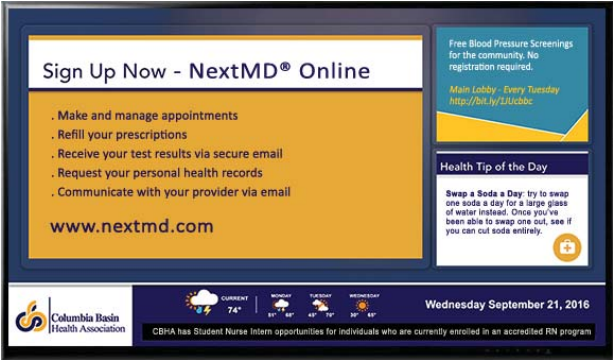 Sign Up Now - NextMD® Online
. Make and manage appointments
. Refill your prescriptions
. Receive your test results via secure email
. Request your personal health records
. Communicate with your provider via email
www.nextmd.com
Free Blood Pressure Screenings
for the community. No
registration required.
Main Lobby - Every Tuesday
http://bit.ly/1JUcbbc
Health Tip of the Day
Swap a Soda a Day: try to swap
one soda a day for a large glass
of water instead. Once you've
been able to swap one out, see if
you can cut soda entirely.
Columbia Basin
Health Association
CURRENT
74°
MONDAY
TUESDAY
WEDNESDAY
Wednesday September 21, 2016
CBHA has Student Nurse Intern opportunities for individuals who are currently enrolled in an accredited RN program